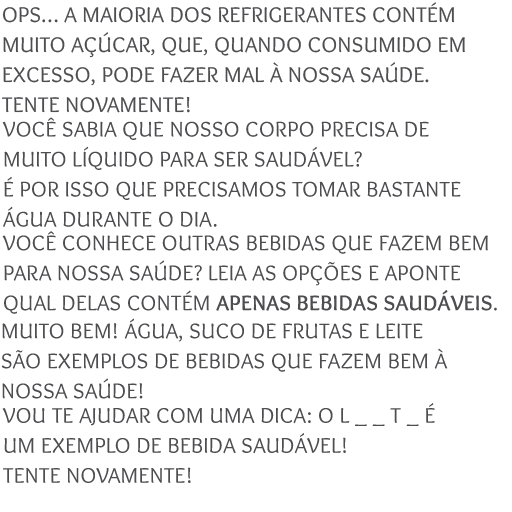 OPS... A MAIORIA DOS REFRIGERANTES CONTÉM
MUITO AÇÚCAR, QUE, QUANDO CONSUMIDO EM
EXCESSO, PODE FAZER MAL À NOSSA SAÚDE.
TENTE NOVAMENTE!
VOCÊ SABIA QUE NOSSO CORPO PRECISA DE
MUITO LÍQUIDO PARA SER SAUDÁVEL?
É POR ISSO QUE PRECISAMOS TOMAR BASTANTE
ÁGUA DURANTE O DIA.
VOCÊ CONHECE OUTRAS BEBIDAS QUE FAZEM BEM
PARA NOSSA SAÚDE? LEIA AS OPÇÕES E APONTE
QUAL DELAS CONTÉM APENAS BEBIDAS SAUDÁVEIS.
MUITO BEM! ÁGUA, SUCO DE FRUTAS E LEITE
SÃO EXEMPLOS DE BEBIDAS QUE FAZEM BEM À
NOSSA SAÚDE!
VOU TE AJUDAR COM UMA DICA: O L _ _ T _ É
UM EXEMPLO DE BEBIDA SAUDÁVEL!
TENTE NOVAMENTE!